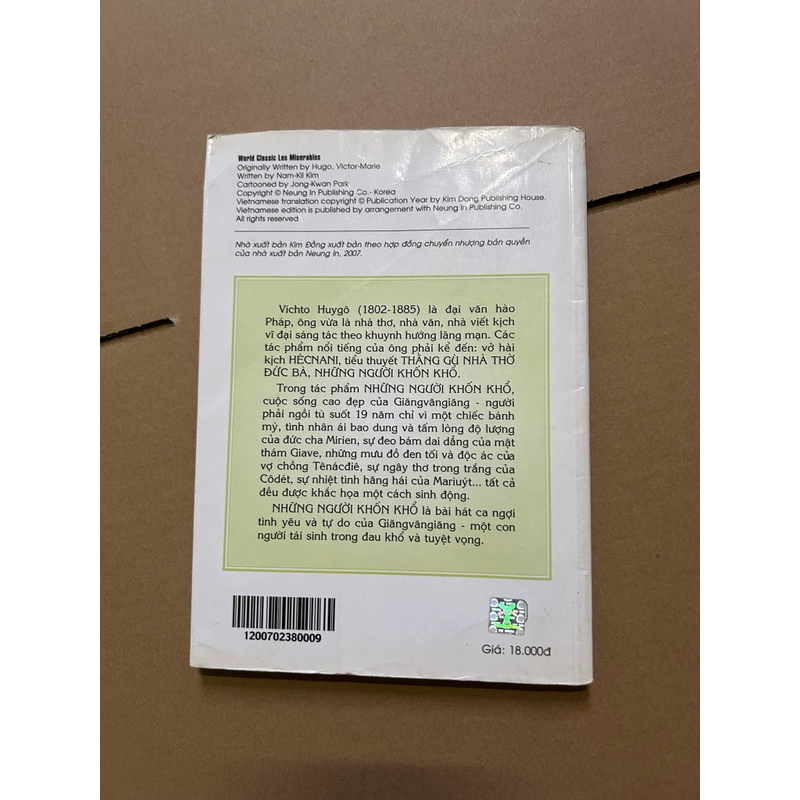 World Classic Les Miserables
Originally Written by Hugo, Victor-Marie
Written by Nam-Kil Kim
Cartooned by Jong-Kwan Park
Copyright © Neung In Publishing Co.- Korea
Vietnamese translation copyright © Publication Year by Kim Dong Publishing House.
Vietnamese edition is published by arrangement with Neung In Publishing Co.
All rights reserved
Nhà xuất bản Kim Đồng xuất bản theo hợp đồng chuyển nhượng bản quyền
của nhà xuất bản Neung In, 2007.
Vichto Huygô (1802-1885) là đại văn hào
Pháp, ông vừa là nhà thơ, nhà văn, nhà viết kịch
vĩ đại sáng tác theo khuynh hướng lãng mạn. Các
tác phẩm nổi tiếng của ông phải kể đến: vở hài
kịch HÉCNANI, tiểu thuyết THẰNG GÙ NHÀ THỜ
ĐỨC BÀ, NHỮNG NGƯỜI KHỐN KHỔ.
Trong tác phẩm NHỮNG NGƯỜI KHỐN KHỔ,
cuộc sống cao đẹp của Giăngvăngiăng - người
phải ngồi tù suốt 19 năm chỉ vì một chiếc bánh
mỳ, tình nhân ái bao dung và tấm lòng độ lượng
của đức cha Mirien, sự đeo bám dai dẳng của mật
thám Giave, những mưu đồ đen tối và độc ác của
vợ chồng Tênácđiê, sự ngây thơ trong trắng của
Côdét, sự nhiệt tình hăng hái của Mariuýt... tất cả
đều được khắc họa một cách sinh động.
NHỮNG NGƯỜI KHỐN KHỔ là bài hát ca ngợi
tình yêu và tự do của Giăngvăngiăng - một con
người tái sinh trong đau khổ và tuyệt vọng.
1200702380009
Giá: 18.000đ